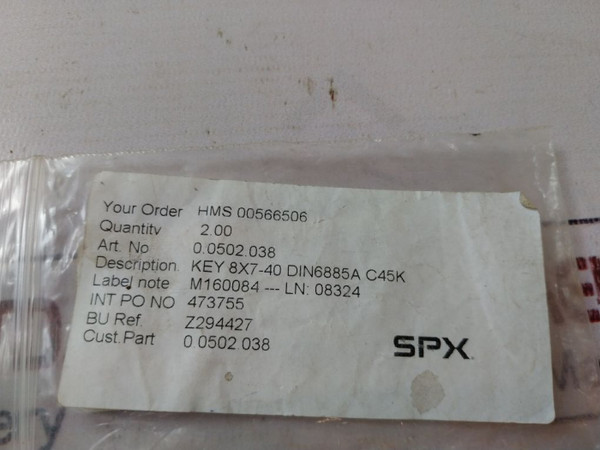 Your Order HMS 00566506
Quantity 2.00
Art. No 0.0502.038
Description KEY 8X7-40 DIN6885A C45K
Label note M160084 --- LN: 08324
INT PO NO 473755
BU Ref. Z294427
Cust.Part 0.0502.038
SPX